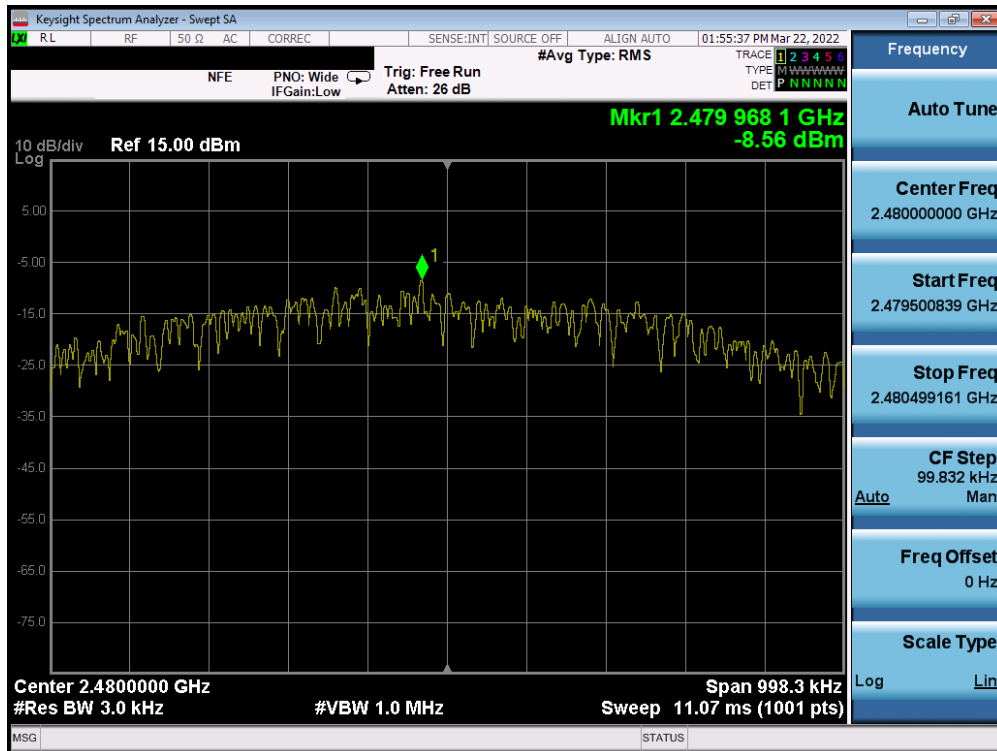 Keysight Spectrum Analyzer - Swept SA
LXI RL RF 50 Ω AC CORREC SENSE:INT SOURCE OFF ALIGN AUTO 01:55:37 PM Mar 22, 2022
#Avg Type: RMS
TRACE 1 2 3 4 5 6
TYPE M WWWWW
DET P N N N N N
NFE
PNO: Wide
IFGain:Low
Trig: Free Run
Atten: 26 dB
Mkr1 2.479 968 1 GHz
-8.56 dBm
10 dB/div
Log
Ref 15.00 dBm
5.00
-5.00
-15.0
-25.0
-35.0
-45.0
-55.0
-65.0
-75.0
1
Center 2.4800000 GHz
Span 998.3 kHz
#Res BW 3.0 kHz
#VBW 1.0 MHz
Sweep 11.07 ms (1001 pts)
MSG
STATUS
Frequency
Auto Tune
Center Freq
2.480000000 GHz
Start Freq
2.479500839 GHz
Stop Freq
2.480499161 GHz
CF Step
99.832 kHz
Auto Man
Freq Offset
0 Hz
Scale Type
Log Lin